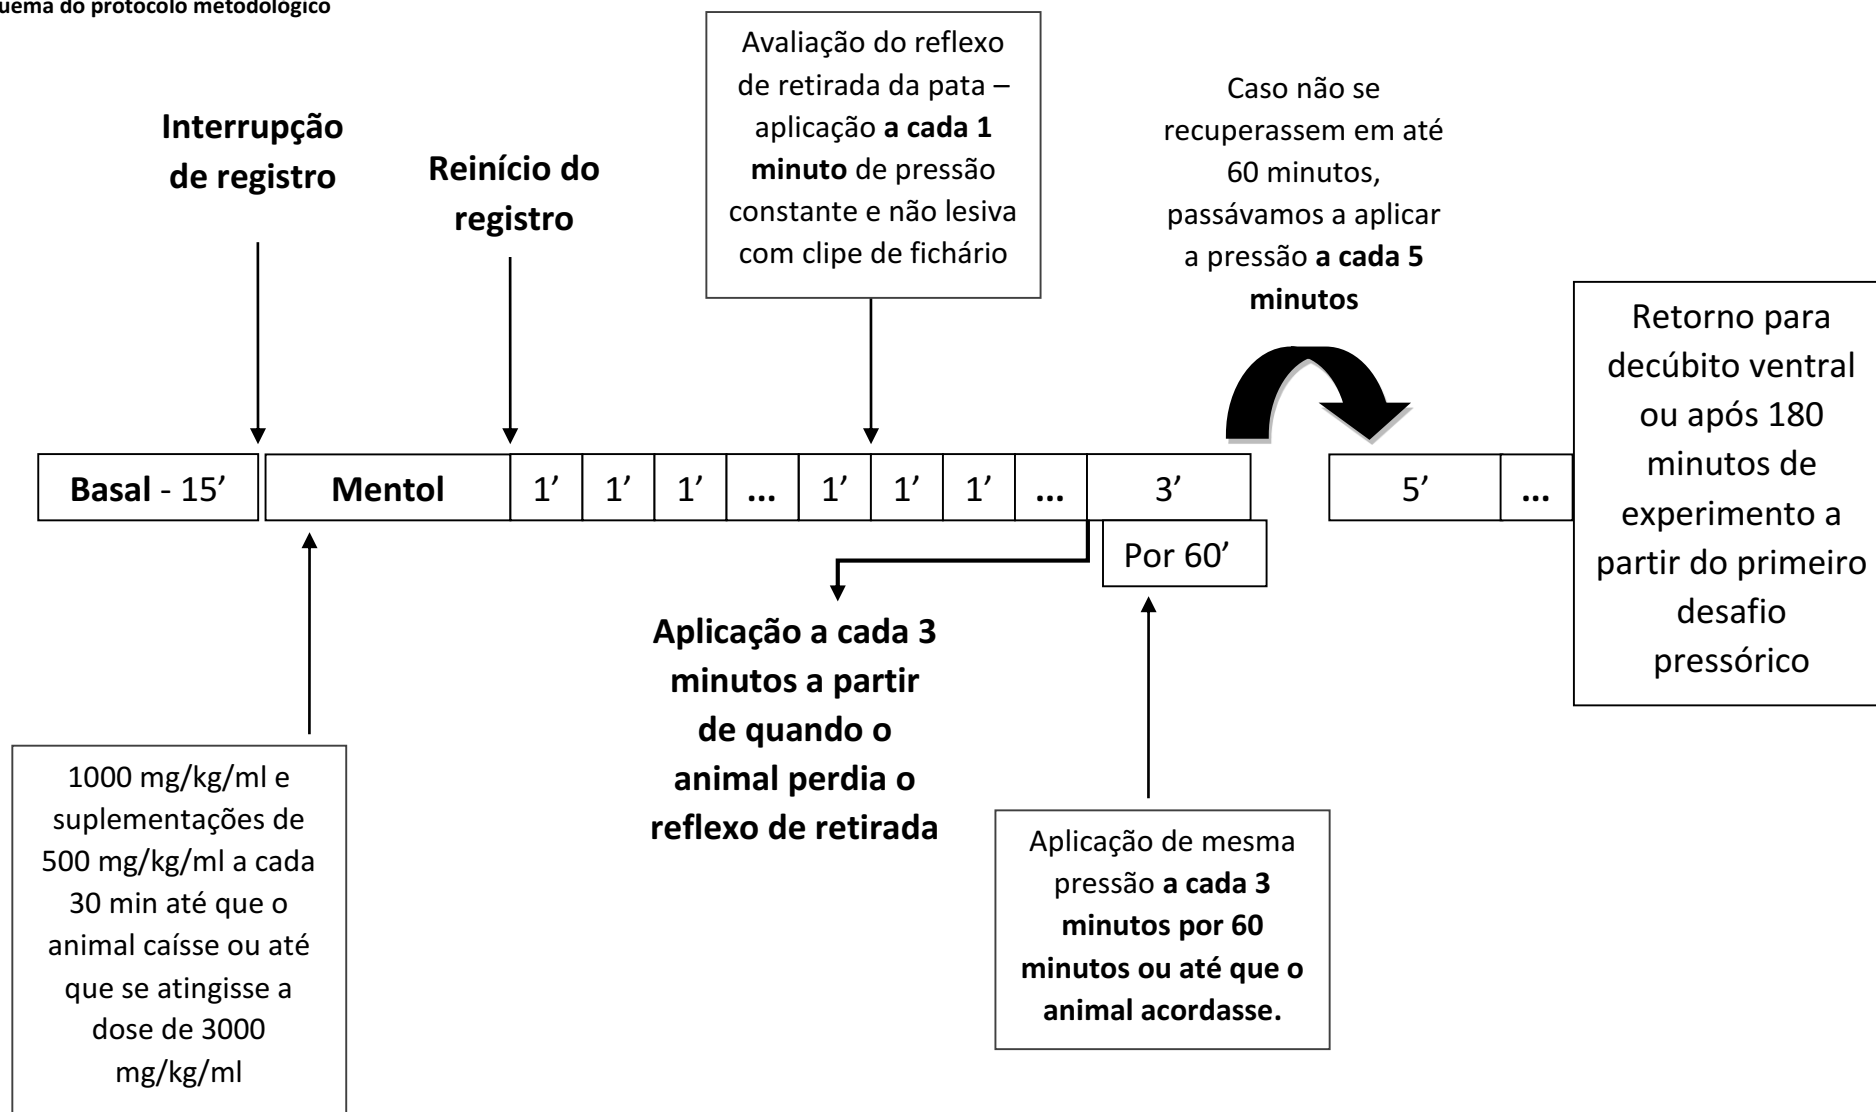 uema do protocolo metodológico
Interrupção
de registro
Reinício do
registro
Avaliação do reflexo
de retirada da pata –
aplicação a cada 1
minuto de pressão
constante e não lesiva
com clipe de fichário
Caso não se
recuperassem em até
60 minutos,
passávamos a aplicar
a pressão a cada 5
minutos
Retorno para
decúbito ventral
ou após 180
minutos de
experimento a
partir do primeiro
desafio
pressórico
Basal - 15’
Mentol
1’
1’
1’
...
1’
1’
1’
...
3’
5’
...
Por 60’
Aplicação a cada 3
minutos a partir
de quando o
animal perdia o
reflexo de retirada
1000 mg/kg/ml e
suplementações de
500 mg/kg/ml a cada
30 min até que o
animal caísse ou até
que se atingisse a
dose de 3000
mg/kg/ml
Aplicação de mesma
pressão a cada 3
minutos por 60
minutos ou até que o
animal acordasse.